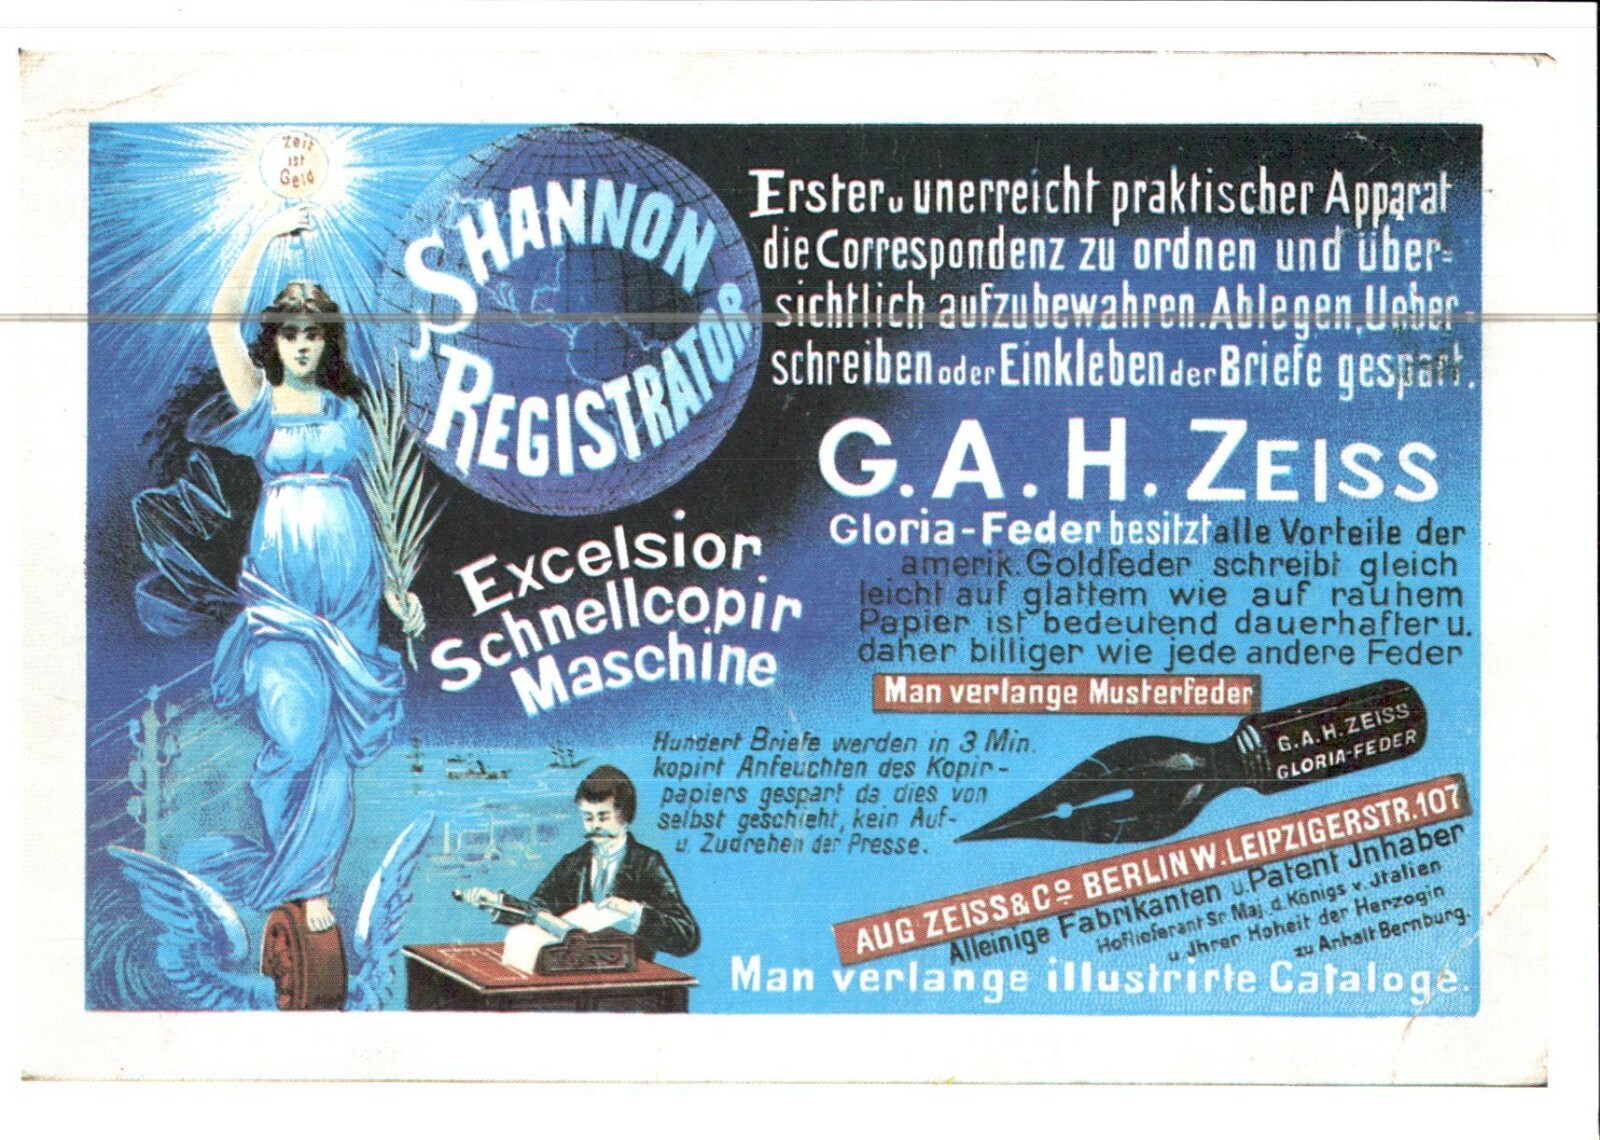 Zeit
ist
Geld
SHANNON
REGISTRATOR
Erster u unerreicht praktischer Apparat
die Correspondenz zu ordnen und über-
sichtlich aufzubewahren. Ablegen, Ueber-
schreiben oder Einkleben der Briefe gespart.
G. A. H. ZEISS
Gloria-Feder besitzt alle Vorteile der
amerik. Goldfeder schreibt gleich
leicht auf glattem wie auf rauhem
Papier ist bedeutend dauerhafter u.
daher billiger wie jede andere Feder
Man verlange Musterfeder
G.A.H. ZEISS
GLORIA-FEDER
Excelsior
Schnellcopir
Maschine
Hundert Briefe werden in 3 Min.
kopirt Anfeuchten des Kopir-
papiers gespart da dies von
selbst geschieht, kein Auf-
u. Zudrehen der Presse.
AUG ZEISS & Co BERLIN W. LEIPZIGERSTR. 107
Alleinige Fabrikanten u. Patent Jnhaber
Hoflieferant Sr Maj. d. Königs v. Jtalien
u Jhrer Hoheit der Herzogin
zu Anhalt Bernburg.
Man verlange illustrirte Cataloge.